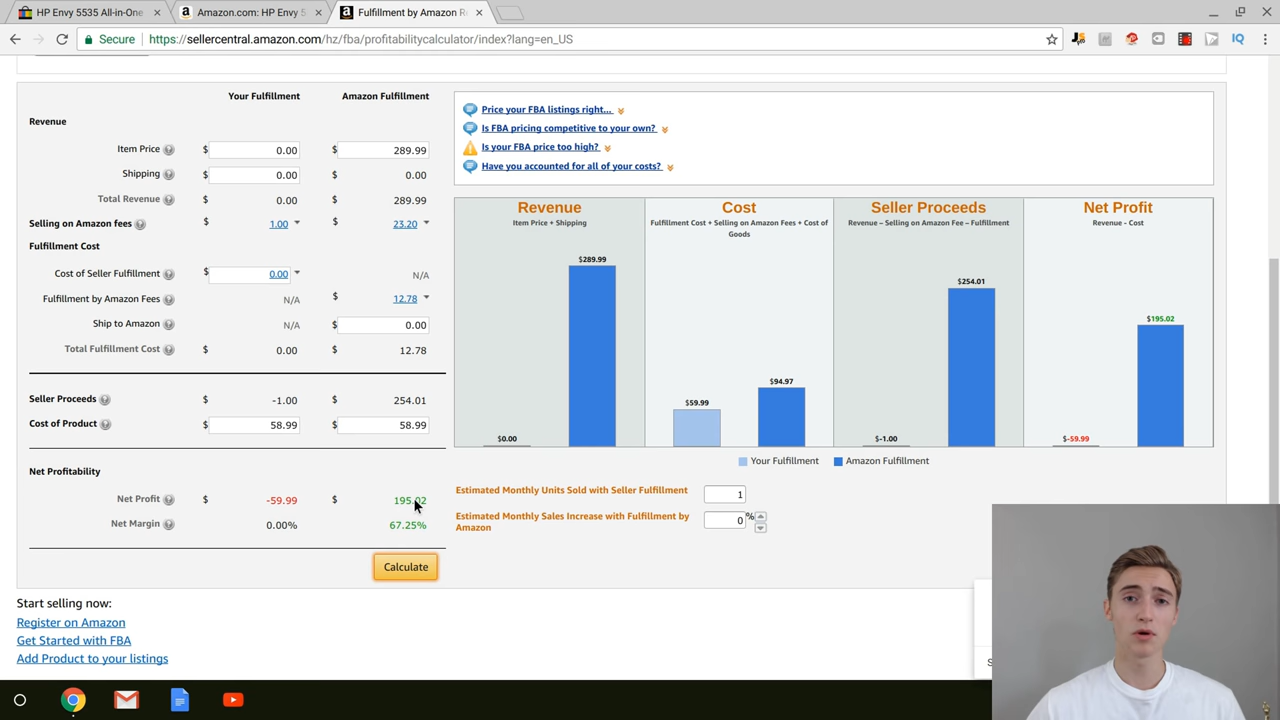 HP Envy 5535 All-in-One
Amazon.com: HP Envy 5
Fulfillment by Amazon R
Secure
https://sellercentral.amazon.com/hz/fba/profitabilitycalculator/index?lang=en_US
IQ
Your Fulfillment
Amazon Fulfillment
Revenue
Item Price $ 0.00 $ 289.99
Shipping $ 0.00 $ 0.00
Total Revenue $ 0.00 $ 289.99
Selling on Amazon fees $ 1.00 $ 23.20
Fulfillment Cost
Cost of Seller Fulfillment $ 0.00 N/A
Fulfillment by Amazon Fees N/A $ 12.78
Ship to Amazon N/A $ 0.00
Total Fulfillment Cost $ 0.00 12.78
Seller Proceeds $ -1.00 $ 254.01
Cost of Product $ 58.99 $ 58.99
Net Profitability
Net Profit $ -59.99 $ 195.02
Net Margin 0.00% 67.25%
Calculate
Price your FBA listings right...
Is FBA pricing competitive to your own?
Is your FBA price too high?
Have you accounted for all of your costs?
Revenue
Item Price + Shipping
$289.99
$0.00
Cost
Fulfillment Cost + Selling on Amazon Fees + Cost of
Goods
$59.99
$94.97
Seller Proceeds
Revenue – Selling on Amazon Fee – Fulfillment
$254.01
$-1.00
Net Profit
Revenue - Cost
$195.02
$-59.99
Your Fulfillment
Amazon Fulfillment
Estimated Monthly Units Sold with Seller Fulfillment 1
Estimated Monthly Sales Increase with Fulfillment by
Amazon
0 %
Start selling now:
Register on Amazon
Get Started with FBA
Add Product to your listings